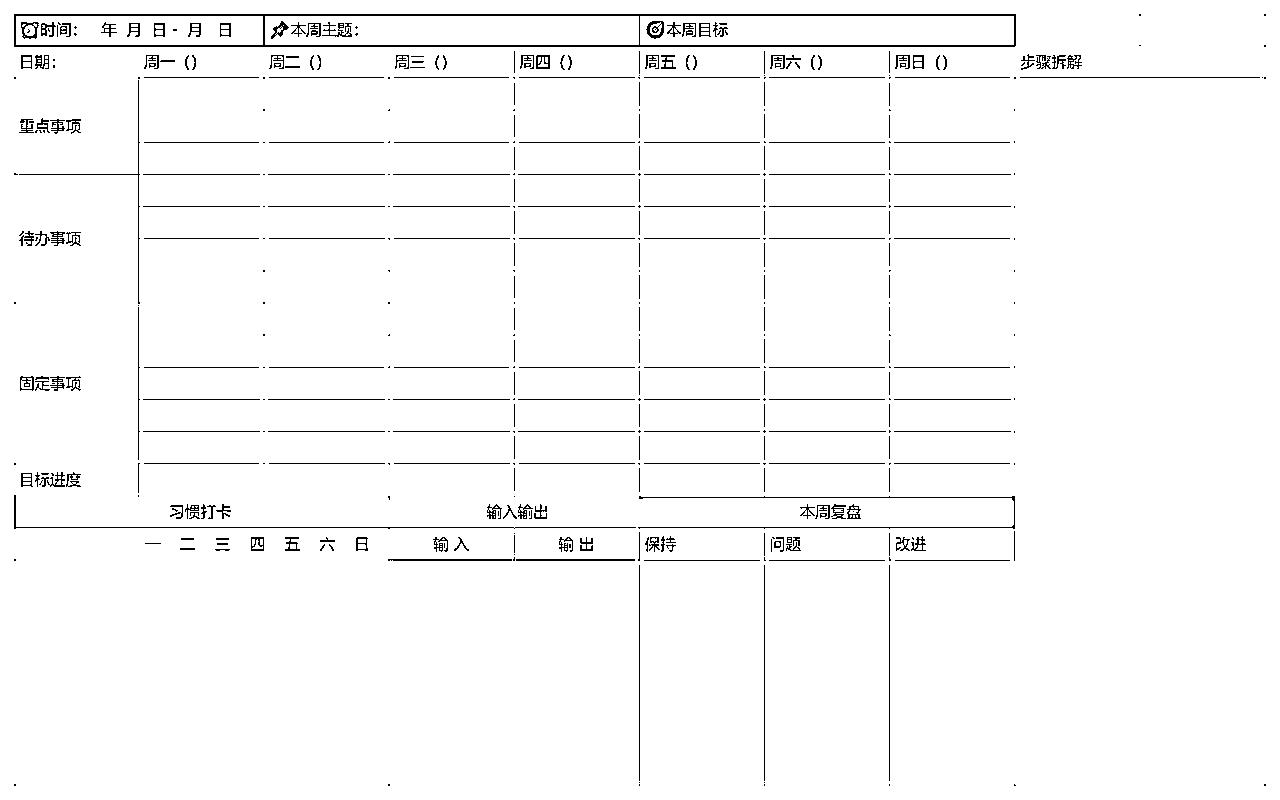 时间： 年 月 日- 月 日 本周主题： 本周目标
日期： 周一（） 周二（） 周三（） 周四（） 周五（） 周六（） 周日（） 步骤拆解
重点事项
待办事项
固定事项
目标进度
习惯打卡 输入输出 本周复盘
一 二 三 四 五 六 日 输 入 输 出 保持 问题 改进